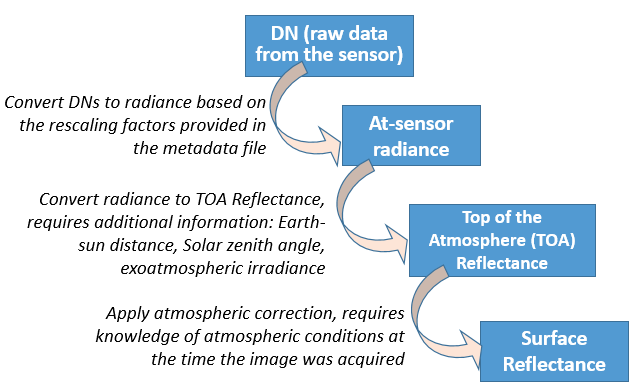 DN (raw data
from the sensor)
Convert DNs to radiance based on
the rescaling factors provided in
the metadata file
At-sensor
radiance
Convert radiance to TOA Reflectance,
requires additional information: Earth-
sun distance, Solar zenith angle,
exoatmospheric irradiance
Top of the
Atmosphere (TOA)
Reflectance
Apply atmospheric correction, requires
knowledge of atmospheric conditions at
the time the image was acquired
Surface
Reflectance